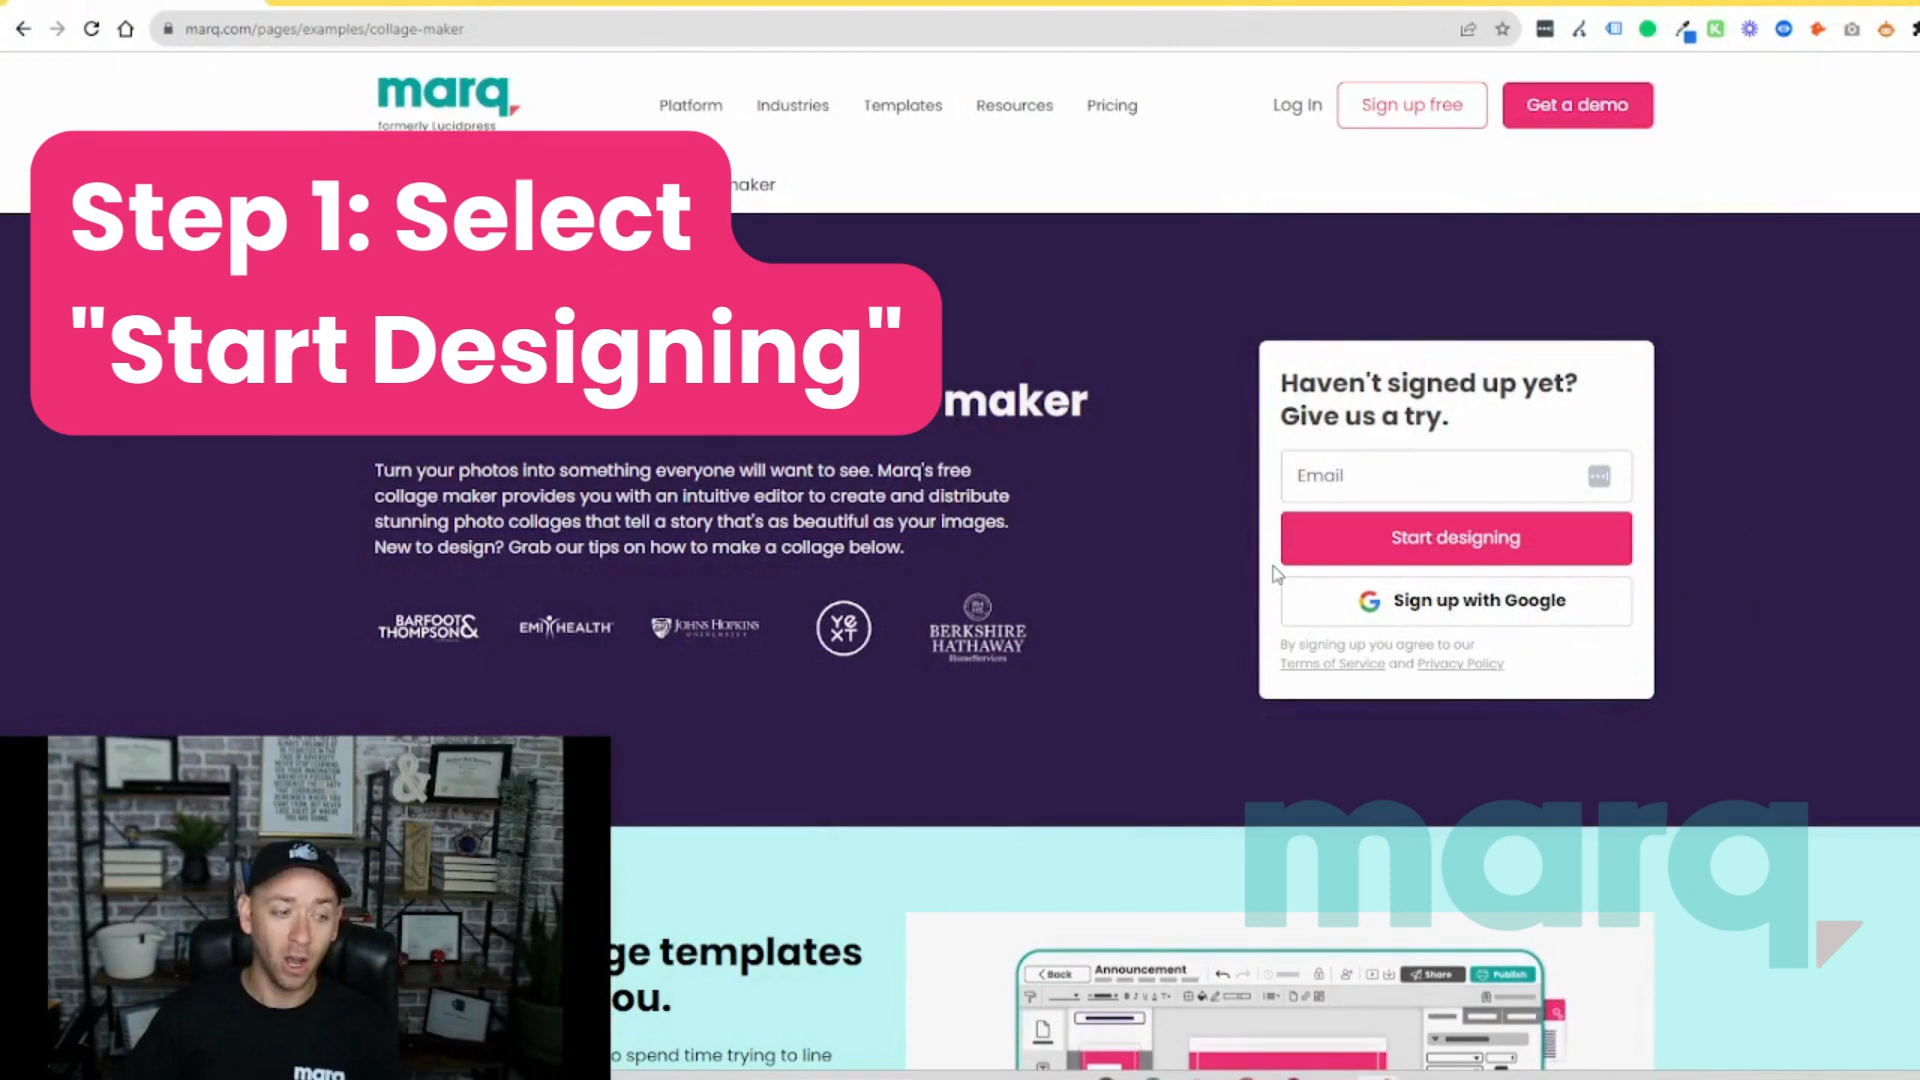 marq.com/pages/examples/collage-maker
marq
formerly Lucidpress
Platform
Industries
Templates
Resources
Pricing
Log In
Sign up free
Get a demo
maker
Step 1: Select
"Start Designing"
maker
Turn your photos into something everyone will want to see. Marq's free
collage maker provides you with an intuitive editor to create and distribute
stunning photo collages that tell a story that's as beautiful as your images.
New to design? Grab our tips on how to make a collage below.
BARFOOT&
THOMPSON
EMI HEALTH
JOHNS HOPKINS
UNIVERSITY
YEXT
BERKSHIRE
HATHAWAY
HomeServices
Haven't signed up yet?
Give us a try.
Email
Start designing
Sign up with Google
By signing up you agree to our
Terms of Service and Privacy Policy
marq
ge templates
ou.
o spend time trying to line
Back
Announcement
Share
Publish
&
marq